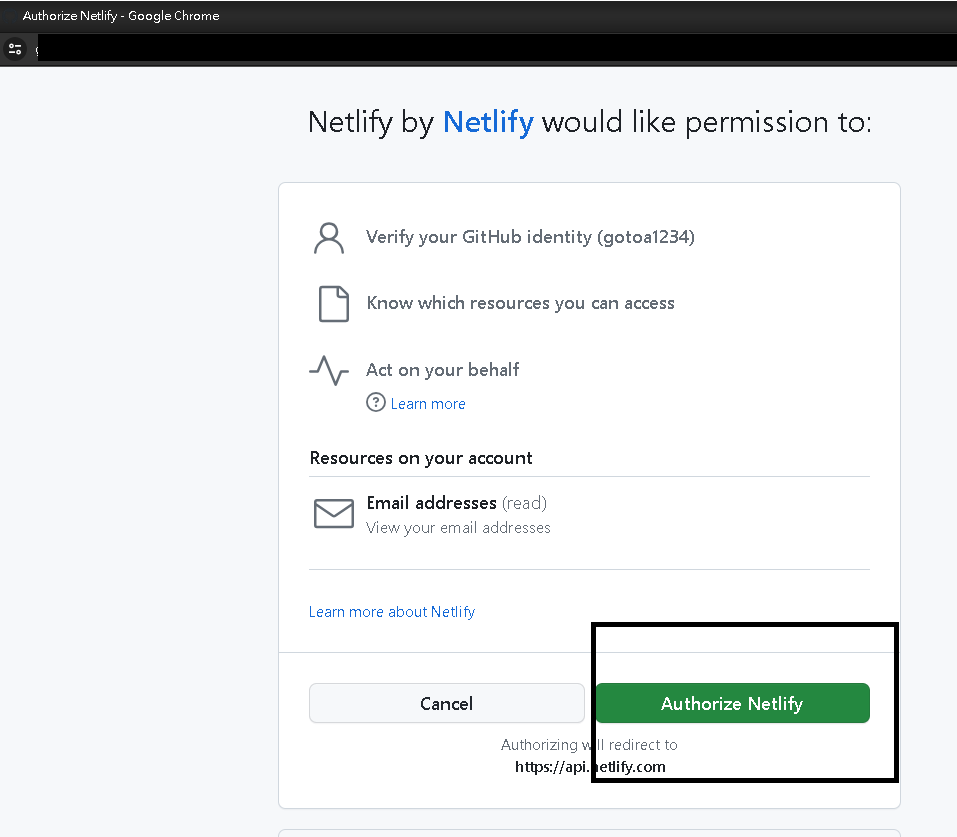 Authorize Netlify - Google Chrome
Netlify by Netlify would like permission to:
Verify your GitHub identity (gotoa1234)
Know which resources you can access
Act on your behalf
? Learn more
Resources on your account
Email addresses (read)
View your email addresses
Learn more about Netlify
Cancel
Authorize Netlify
Authorizing will redirect to
https://api.netlify.com